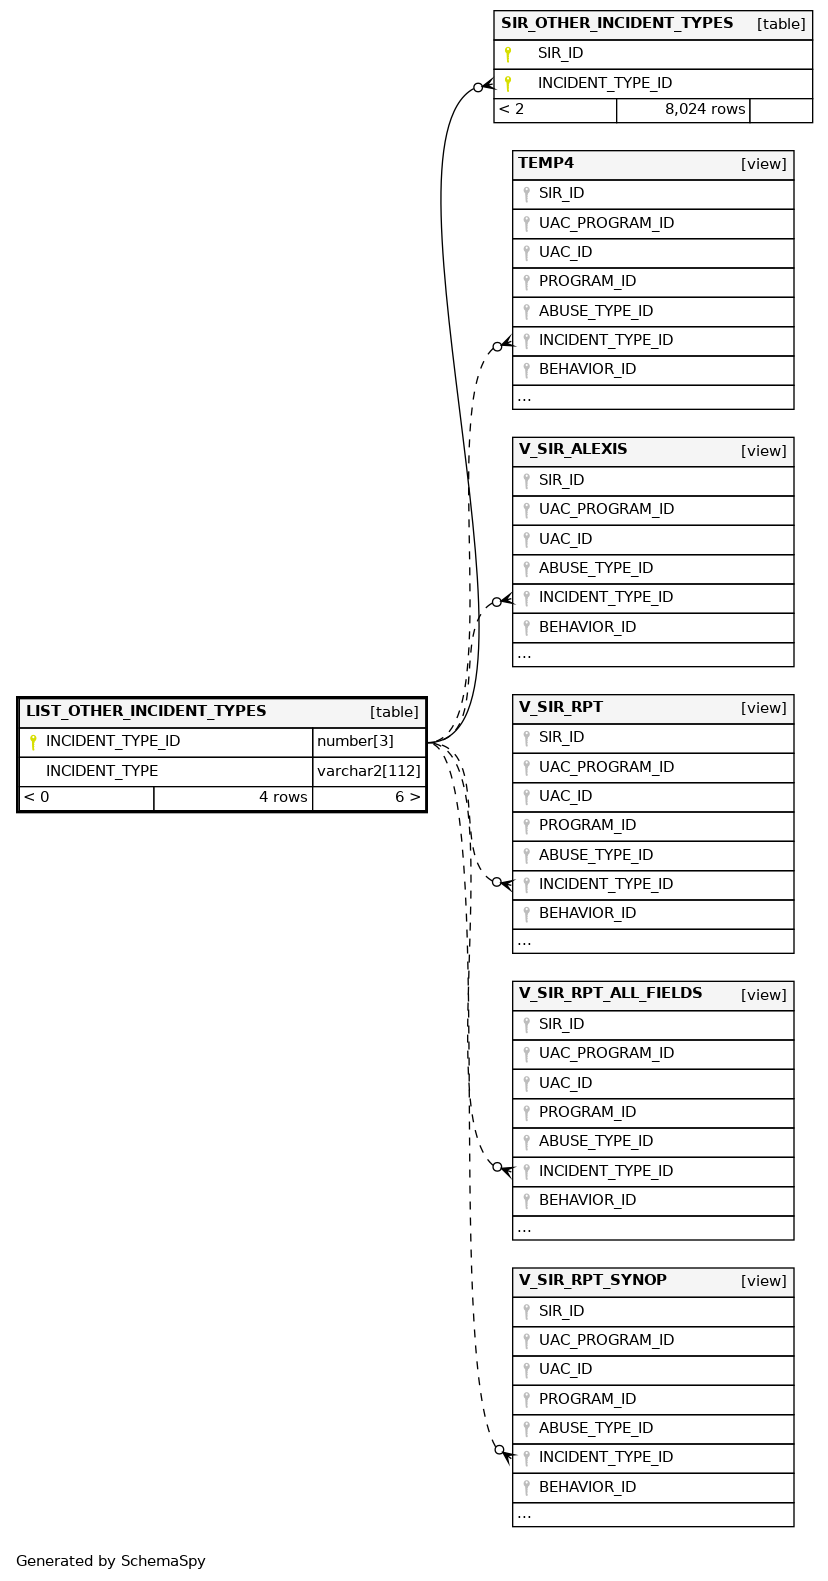 SIR_OTHER_INCIDENT_TYPES [table]
SIR_ID
INCIDENT_TYPE_ID
< 2 8,024 rows
TEMP4 [view]
SIR_ID
UAC_PROGRAM_ID
UAC_ID
PROGRAM_ID
ABUSE_TYPE_ID
INCIDENT_TYPE_ID
BEHAVIOR_ID
...
V_SIR_ALEXIS [view]
SIR_ID
UAC_PROGRAM_ID
UAC_ID
ABUSE_TYPE_ID
INCIDENT_TYPE_ID
BEHAVIOR_ID
...
LIST_OTHER_INCIDENT_TYPES [table]
INCIDENT_TYPE_ID number[3]
INCIDENT_TYPE varchar2[112]
< 0 4 rows 6 >
V_SIR_RPT [view]
SIR_ID
UAC_PROGRAM_ID
UAC_ID
PROGRAM_ID
ABUSE_TYPE_ID
INCIDENT_TYPE_ID
BEHAVIOR_ID
...
V_SIR_RPT_ALL_FIELDS [view]
SIR_ID
UAC_PROGRAM_ID
UAC_ID
PROGRAM_ID
ABUSE_TYPE_ID
INCIDENT_TYPE_ID
BEHAVIOR_ID
...
V_SIR_RPT_SYNOP [view]
SIR_ID
UAC_PROGRAM_ID
UAC_ID
PROGRAM_ID
ABUSE_TYPE_ID
INCIDENT_TYPE_ID
BEHAVIOR_ID
...
Generated by SchemaSpy